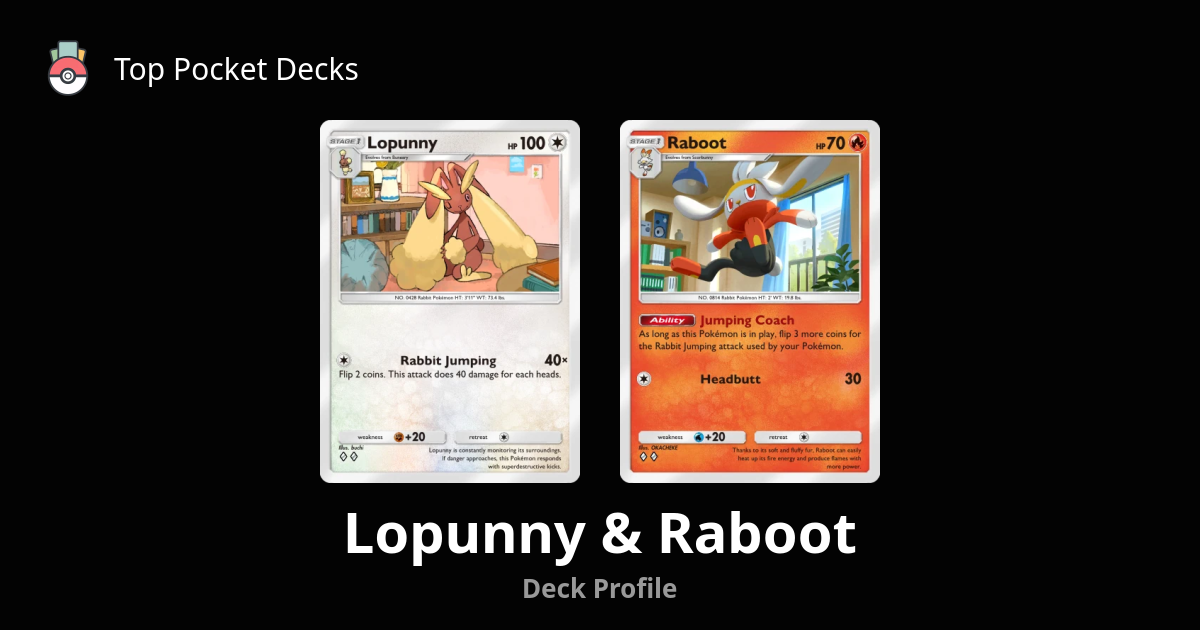 Top Pocket Decks
STAGE 1 Lopunny HP 100
Evolves from Buneary
NO. 0428 Rabbit Pokémon HT: 3'11" WT: 73.4 lbs.
Rabbit Jumping 40×
Flip 2 coins. This attack does 40 damage for each heads.
weakness +20 retreat
Illus. buchi
Lopunny is constantly monitoring its surroundings.
If danger approaches, this Pokémon responds
with superdestructive kicks.
STAGE 1 Raboot HP 70
Evolves from Scorbunny
NO. 0814 Rabbit Pokémon HT: 2' WT: 19.8 lbs.
Ability Jumping Coach
As long as this Pokémon is in play, flip 3 more coins for
the Rabbit Jumping attack used by your Pokémon.
Headbutt 30
weakness +20 retreat
Illus. OKACHEKE
Thanks to its soft and fluffy fur, Raboot can easily
heat up its fire energy and produce flames with
more power.
Lopunny & Raboot
Deck Profile